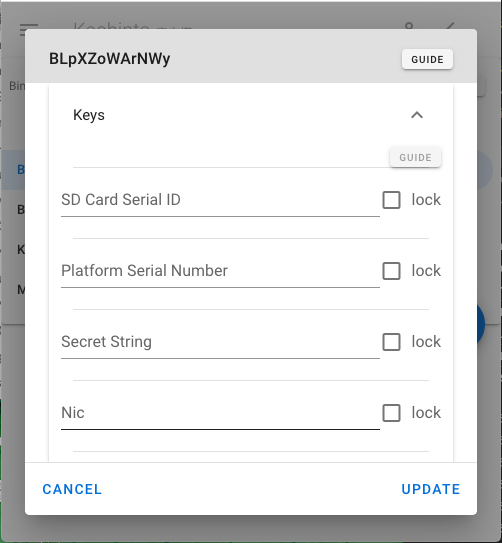 BLpXZoWArNWy
GUIDE
Keys
GUIDE
SD Card Serial ID
lock
Platform Serial Number
lock
Secret String
lock
Nic
lock
CANCEL
UPDATE